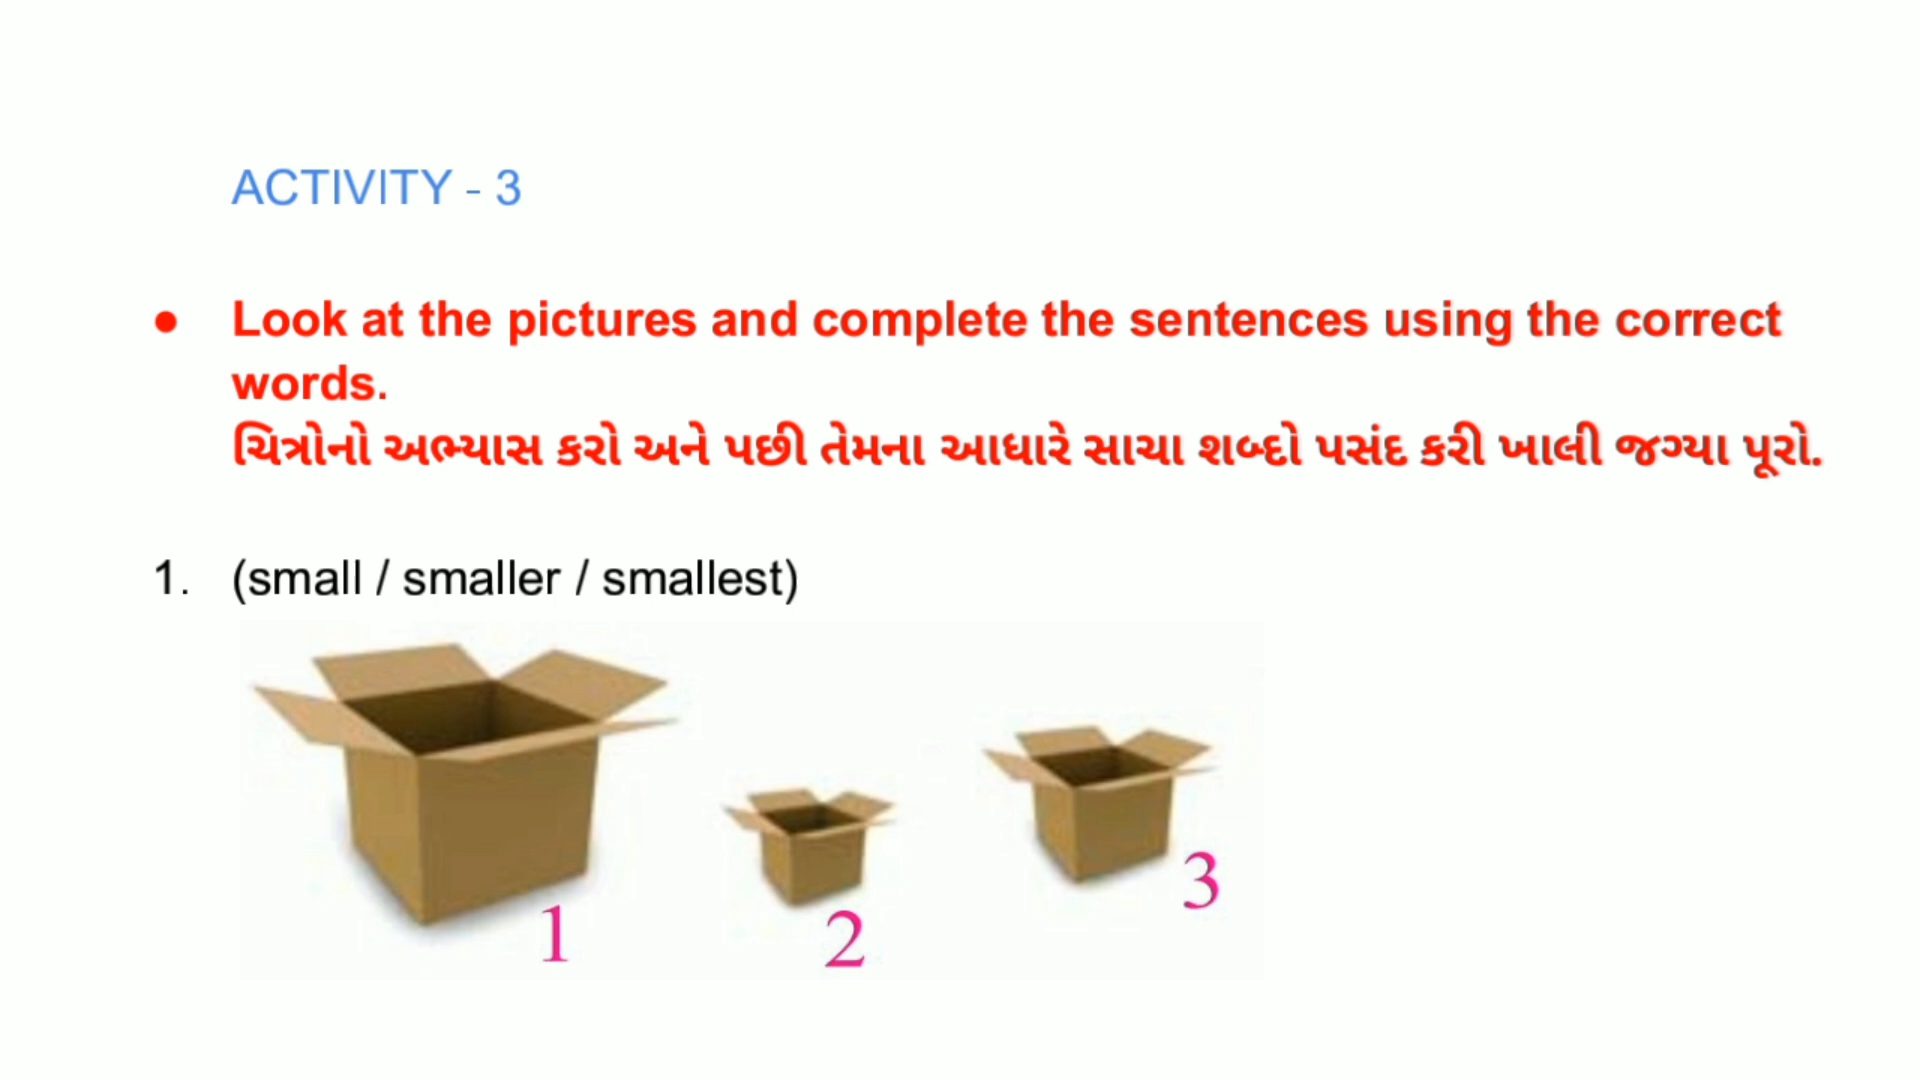 ACTIVITY - 3
● Look at the pictures and complete the sentences using the correct
words.
ચિત્રોનો અભ્યાસ કરો અને પછી તેમના આધારે સાચા શબ્દો પસંદ કરી ખાલી જગ્યા પૂરો.
1. (small / smaller / smallest)
1
2
3